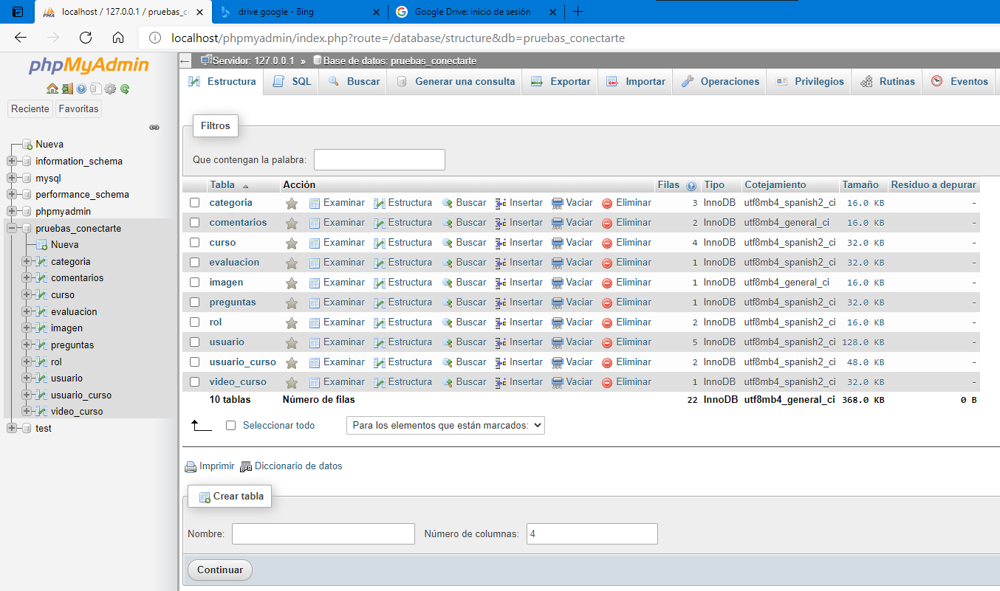 localhost / 127.0.0.1 / pruebas_co
drive google - Bing
Google Drive: inicio de sesión
localhost/phpmyadmin/index.php?route=/database/structure&db=pruebas_conectarte
phpMyAdmin
Reciente Favoritas
Nueva
information_schema
mysql
performance_schema
phpmyadmin
pruebas_conectarte
Nueva
categoria
comentarios
curso
evaluacion
imagen
preguntas
rol
usuario
usuario_curso
video_curso
test
Servidor: 127.0.0.1 » Base de datos: pruebas_conectarte
Estructura SQL Buscar Generar una consulta Exportar Importar Operaciones Privilegios Rutinas Eventos
Filtros
Que contengan la palabra:
Tabla Acción Filas Tipo Cotejamiento Tamaño Residuo a depurar
categoria Examinar Estructura Buscar Insertar Vaciar Eliminar 3 InnoDB utf8mb4_spanish2_ci 16.0 KB -
comentarios Examinar Estructura Buscar Insertar Vaciar Eliminar 2 InnoDB utf8mb4_general_ci 16.0 KB -
curso Examinar Estructura Buscar Insertar Vaciar Eliminar 4 InnoDB utf8mb4_spanish2_ci 32.0 KB -
evaluacion Examinar Estructura Buscar Insertar Vaciar Eliminar 1 InnoDB utf8mb4_spanish2_ci 32.0 KB -
imagen Examinar Estructura Buscar Insertar Vaciar Eliminar 1 InnoDB utf8mb4_general_ci 16.0 KB -
preguntas Examinar Estructura Buscar Insertar Vaciar Eliminar 1 InnoDB utf8mb4_spanish2_ci 32.0 KB -
rol Examinar Estructura Buscar Insertar Vaciar Eliminar 2 InnoDB utf8mb4_spanish2_ci 16.0 KB -
usuario Examinar Estructura Buscar Insertar Vaciar Eliminar 5 InnoDB utf8mb4_spanish2_ci 128.0 KB -
usuario_curso Examinar Estructura Buscar Insertar Vaciar Eliminar 2 InnoDB utf8mb4_spanish2_ci 48.0 KB -
video_curso Examinar Estructura Buscar Insertar Vaciar Eliminar 1 InnoDB utf8mb4_spanish2_ci 32.0 KB -
10 tablas Número de filas 22 InnoDB utf8mb4_general_ci 368.0 KB 0 B
Seleccionar todo Para los elementos que están marcados:
Imprimir Diccionario de datos
Crear tabla
Nombre: Número de columnas: 4
Continuar